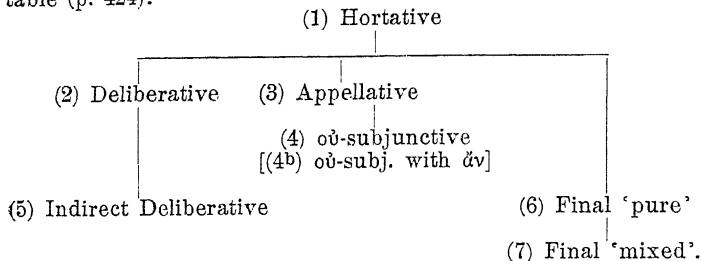 table (p. 424).
(1) Hortative
(2) Deliberative (3) Appellative
(4) οὐ-subjunctive
[(4b) οὐ-subj. with ἄν]
(5) Indirect Deliberative (6) Final ‘pure’
(7) Final ‘mixed’.